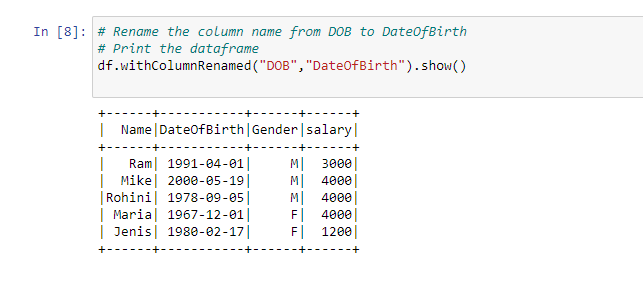 In [8]: # Rename the column name from DOB to DateOfBirth
# Print the dataframe
df.withColumnRenamed("DOB","DateOfBirth").show()
+------+-----------+------+------+
|  Name|DateOfBirth|Gender|salary|
+------+-----------+------+------+
|   Ram| 1991-04-01|     M|  3000|
|  Mike| 2000-05-19|     M|  4000|
|Rohini| 1978-09-05|     M|  4000|
| Maria| 1967-12-01|     F|  4000|
| Jenis| 1980-02-17|     F|  1200|
+------+-----------+------+------+